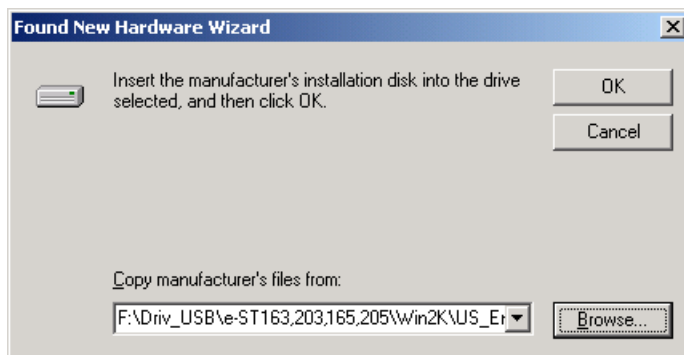 Found New Hardware Wizard
Insert the manufacturer's installation disk into the drive
selected, and then click OK.
OK
Cancel
Copy manufacturer's files from:
F:\Driv_USB\e-ST163,203,165,205\Win2K\US_Er
Browse...